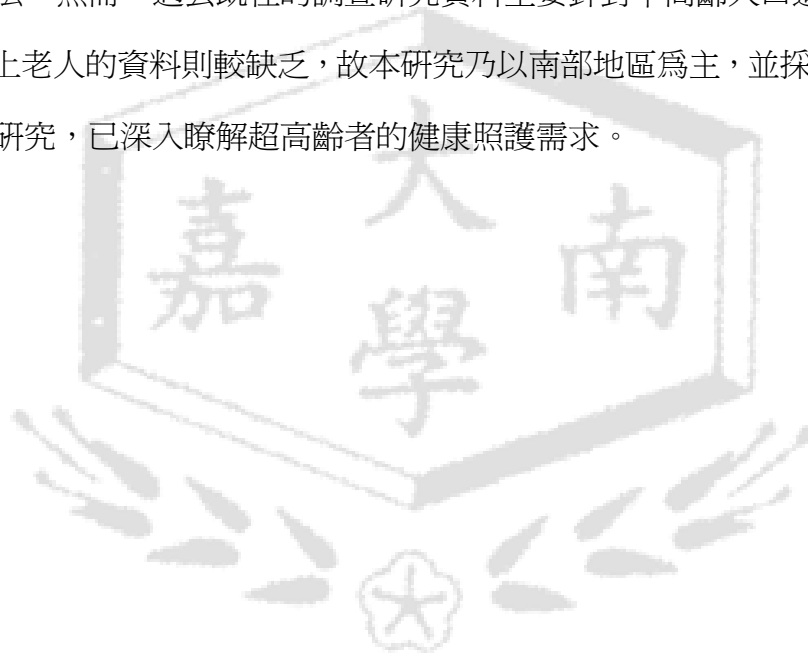 上老人的資料則較缺乏，故本研究乃以南部地區為主，並採
研究，已深入瞭解超高齡者的健康照護需求。
大
嘉 南
學